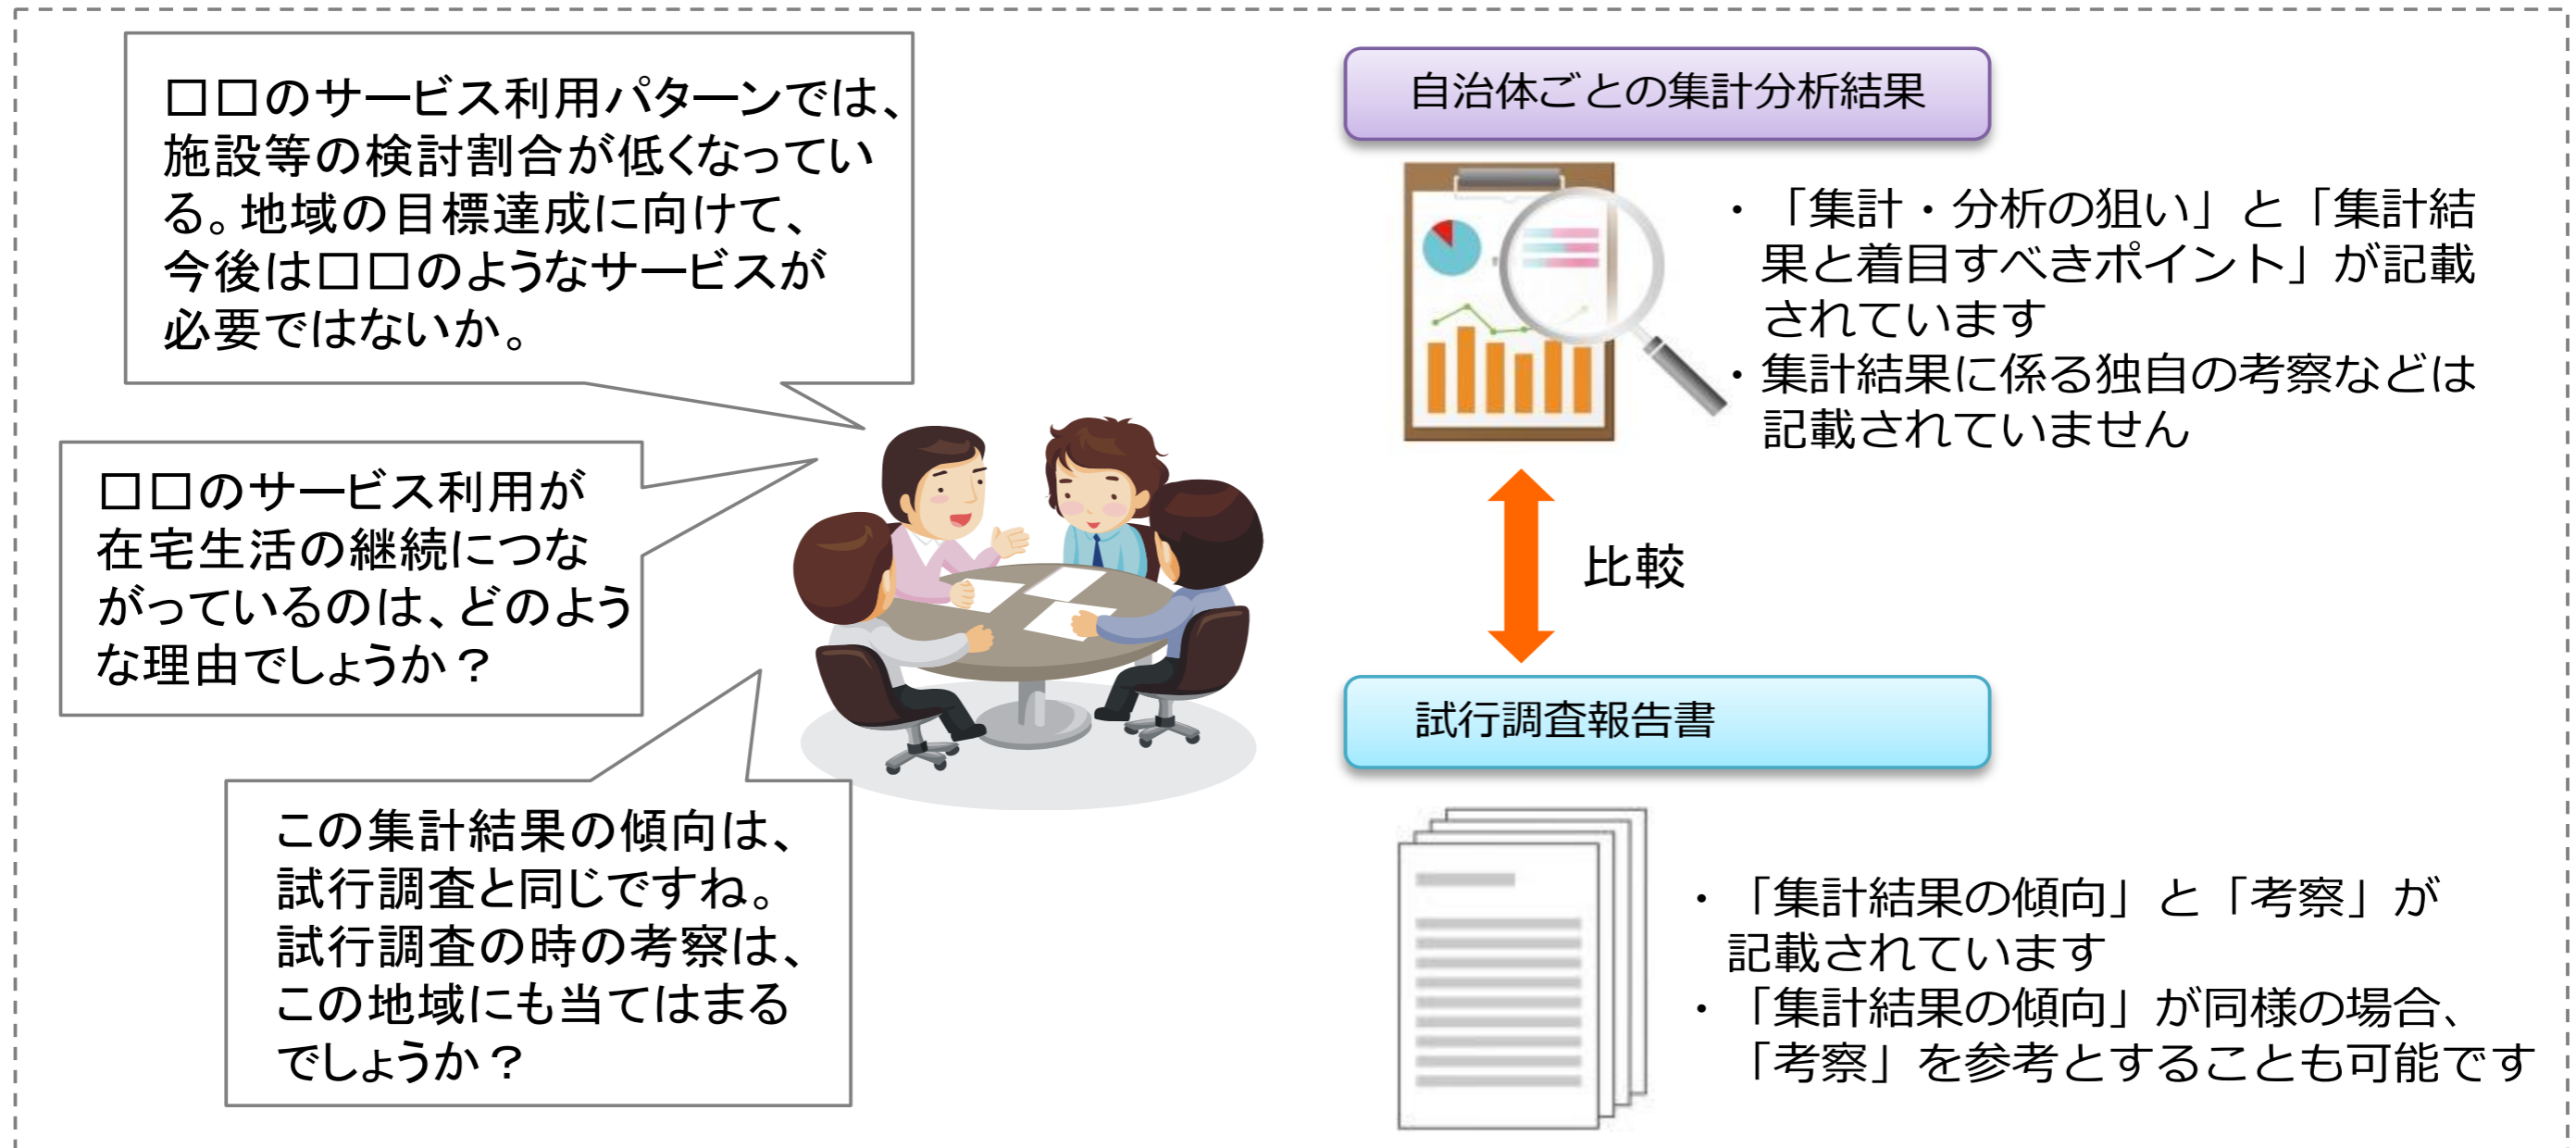 □□のサービス利用パターンでは、
施設等の検討割合が低くなってい
る。地域の目標達成に向けて、
今後は□□のようなサービスが
必要ではないか。
□□のサービス利用が
在宅生活の継続につな
がっているのは、どのよう
な理由でしょうか？
この集計結果の傾向は、
試行調査と同じですね。
試行調査の時の考察は、
この地域にも当てはまる
でしょうか？
自治体ごとの集計分析結果
・「集計・分析の狙い」と「集計結
果と着目すべきポイント」が記載
されています
・集計結果に係る独自の考察などは
記載されていません
比較
試行調査報告書
・「集計結果の傾向」と「考察」が
記載されています
・「集計結果の傾向」が同様の場合、
「考察」を参考とすることも可能です